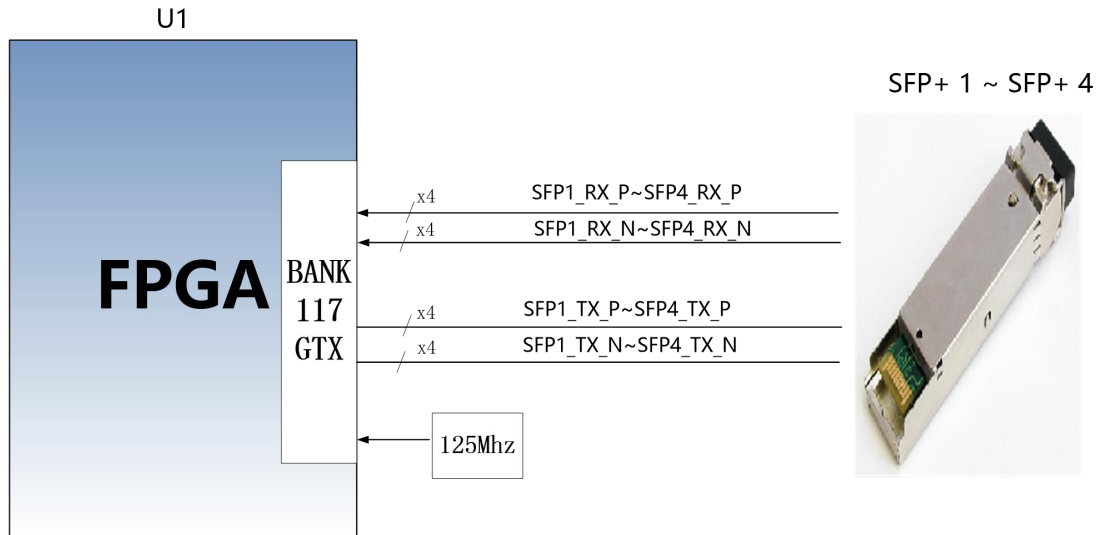 U1
SFP+ 1 ~ SFP+ 4
x4
SFP1_RX_P~SFP4_RX_P
x4
SFP1_RX_N~SFP4_RX_N
FPGA
BANK
117
GTX
x4
SFP1_TX_P~SFP4_TX_P
x4
SFP1_TX_N~SFP4_TX_N
125Mhz